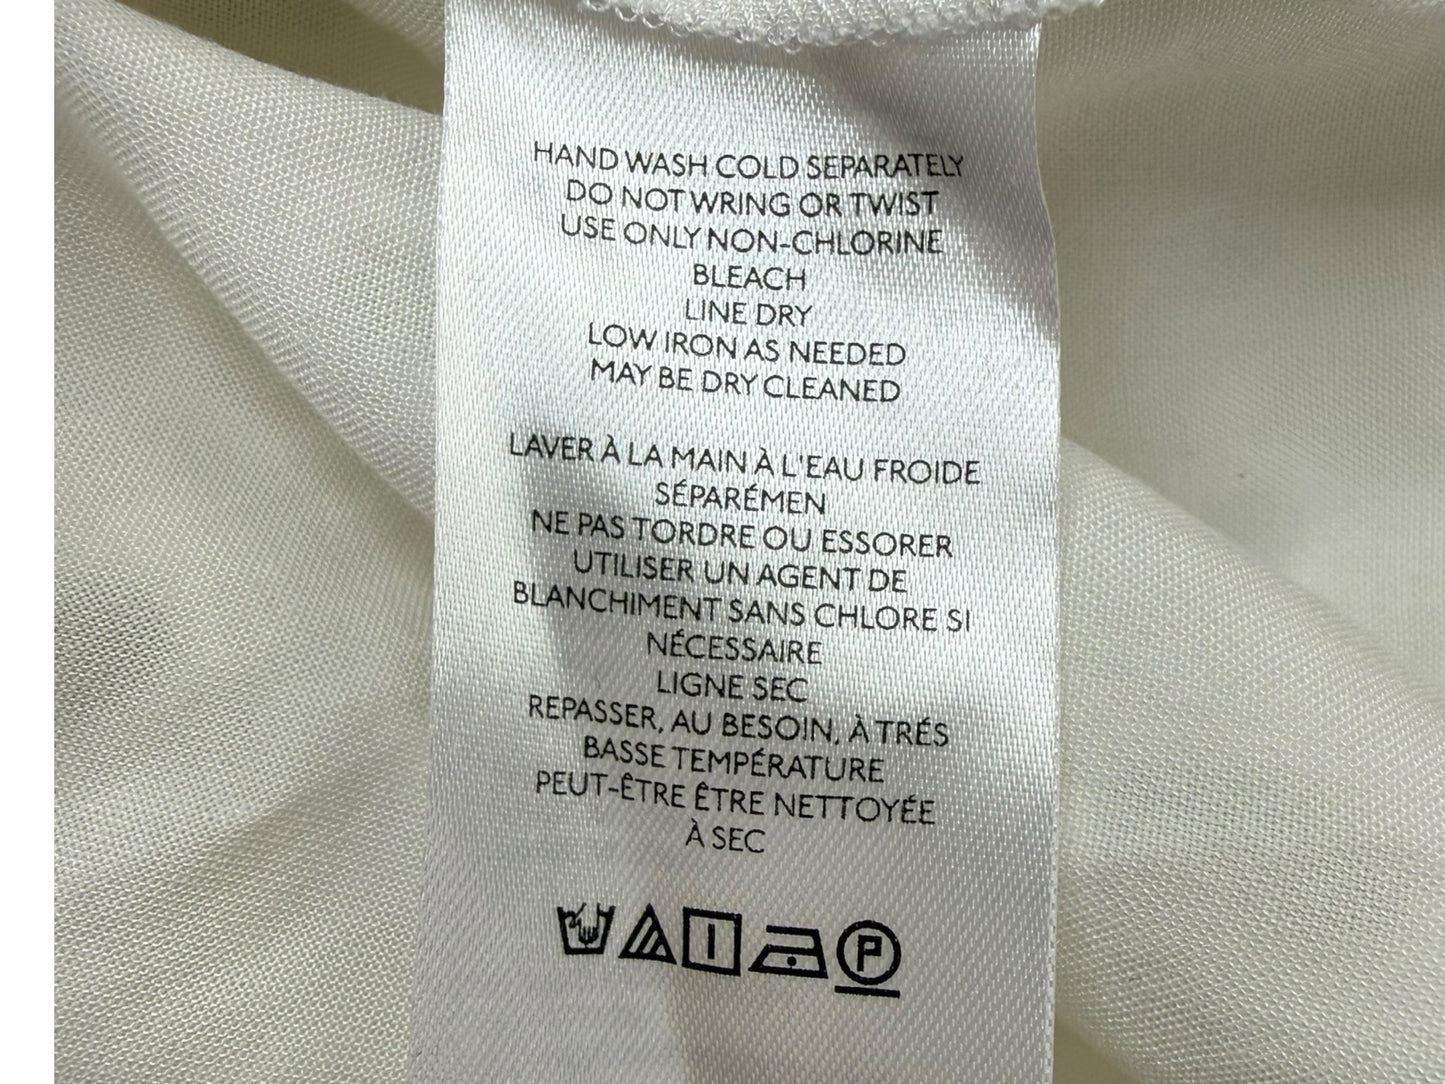 HAND WASH COLD SEPARATELY
DO NOT WRING OR TWIST
USE ONLY NON-CHLORINE
BLEACH
LINE DRY
LOW IRON AS NEEDED
MAY BE DRY CLEANED
LAVER À LA MAIN À L'EAU FROIDE
SÉPARÉMEN
NE PAS TORDRE OU ESSORER
UTILISER UN AGENT DE
BLANCHIMENT SANS CHLORE SI
NÉCESSAIRE
LIGNE SEC
REPASSER, AU BESOIN, À TRÉS
BASSE TEMPÉRATURE
PEUT-ÊTRE ÊTRE NETTOYÉE
À SEC
P